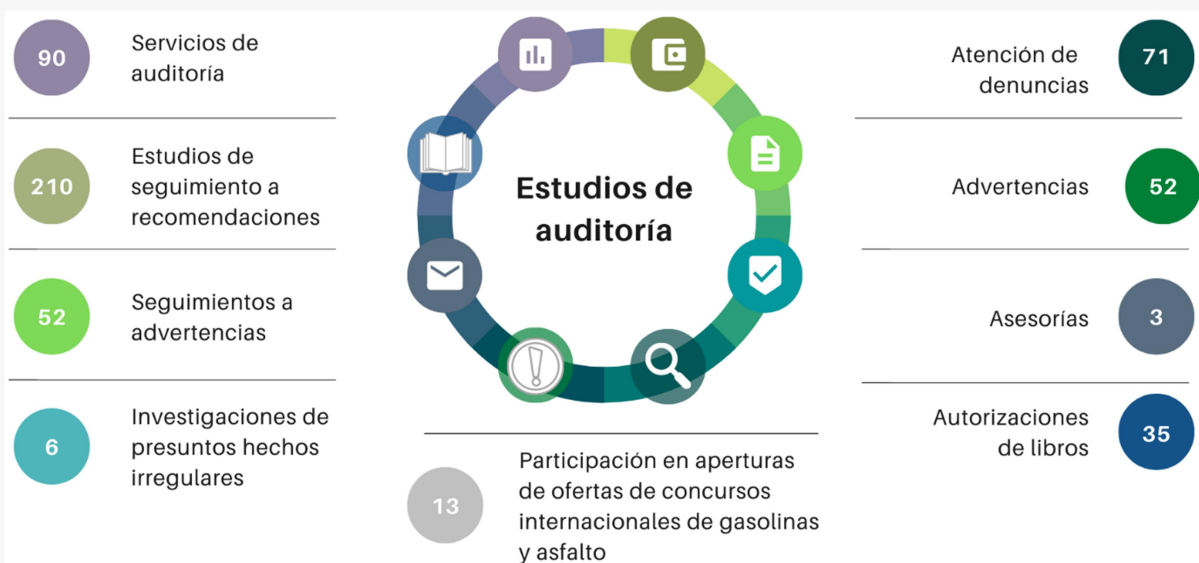 90
Servicios de
auditoría
210
Estudios de
seguimiento a
recomendaciones
52
Seguimientos a
advertencias
6
Investigaciones de
presuntos hechos
irregulares
Estudios de
auditoría
13
Participación en aperturas
de ofertas de concursos
internacionales de gasolinas
y asfalto
Atención de
denuncias
71
Advertencias
52
Asesorías
3
Autorizaciones
de libros
35